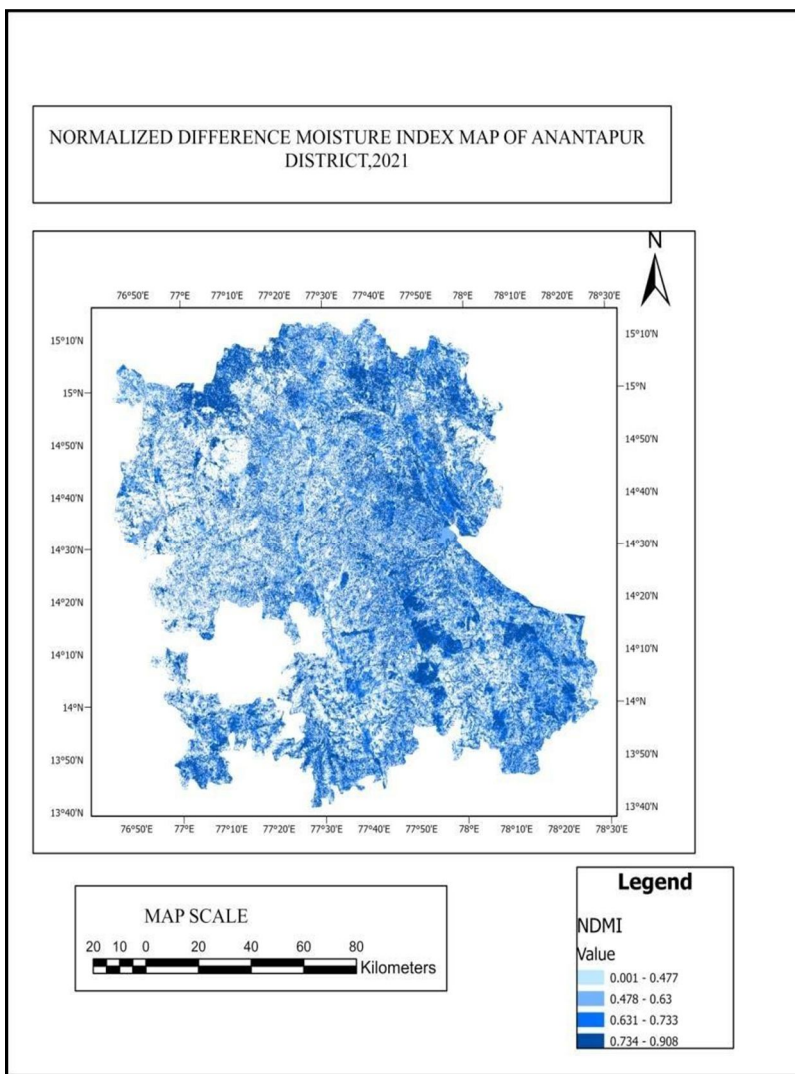 NORMALIZED DIFFERENCE MOISTURE INDEX MAP OF ANANTAPUR
DISTRICT,2021
N
76°50'E 77°E 77°10'E 77°20'E 77°30'E 77°40'E 77°50'E 78°E 78°10'E 78°20'E 78°30'E
15°10'N 15°10'N
15°N 15°N
14°50'N 14°50'N
14°40'N 14°40'N
14°30'N 14°30'N
14°20'N 14°20'N
14°10'N 14°10'N
14°N 14°N
13°50'N 13°50'N
13°40'N 13°40'N
76°50'E 77°E 77°10'E 77°20'E 77°30'E 77°40'E 77°50'E 78°E 78°10'E 78°20'E 78°30'E
MAP SCALE
20 10 0 20 40 60 80
Kilometers
Legend
NDMI
Value
0.001 - 0.477
0.478 - 0.63
0.631 - 0.733
0.734 - 0.908